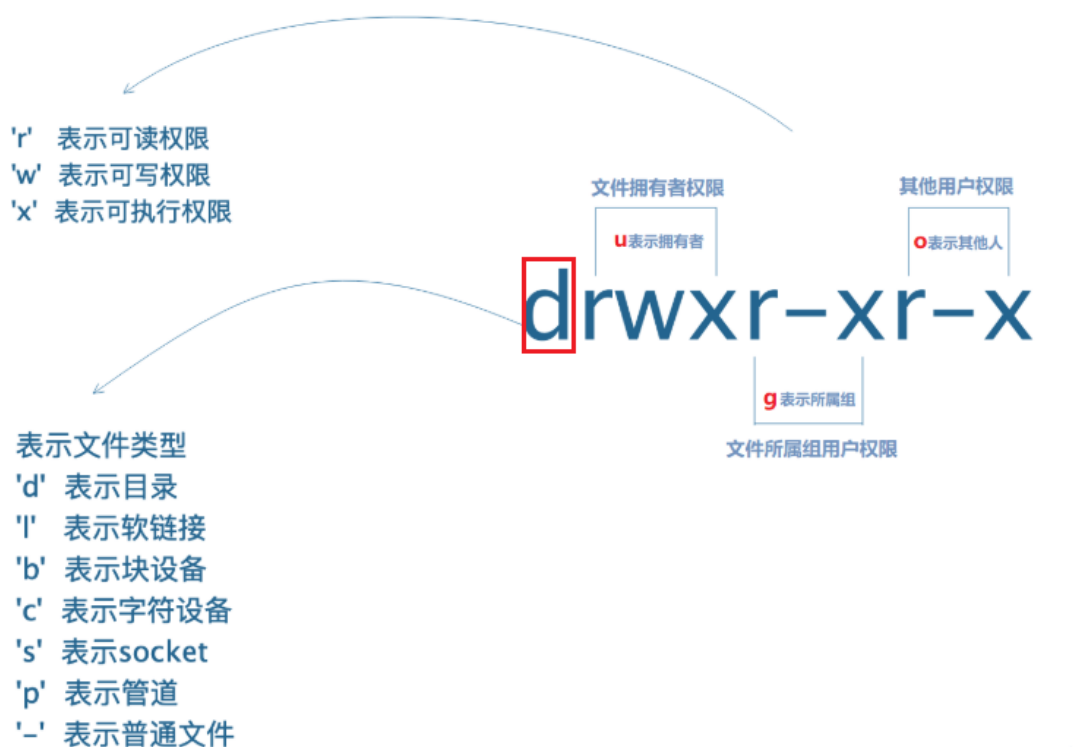 'r' 表示可读权限
'w' 表示可写权限
'x' 表示可执行权限
文件拥有者权限
其他用户权限
u表示拥有者
o表示其他人
drwxr-xr-x
g表示所属组
文件所属组用户权限
表示文件类型
'd' 表示目录
'l' 表示软链接
'b' 表示块设备
'c' 表示字符设备
's' 表示socket
'p' 表示管道
'-' 表示普通文件